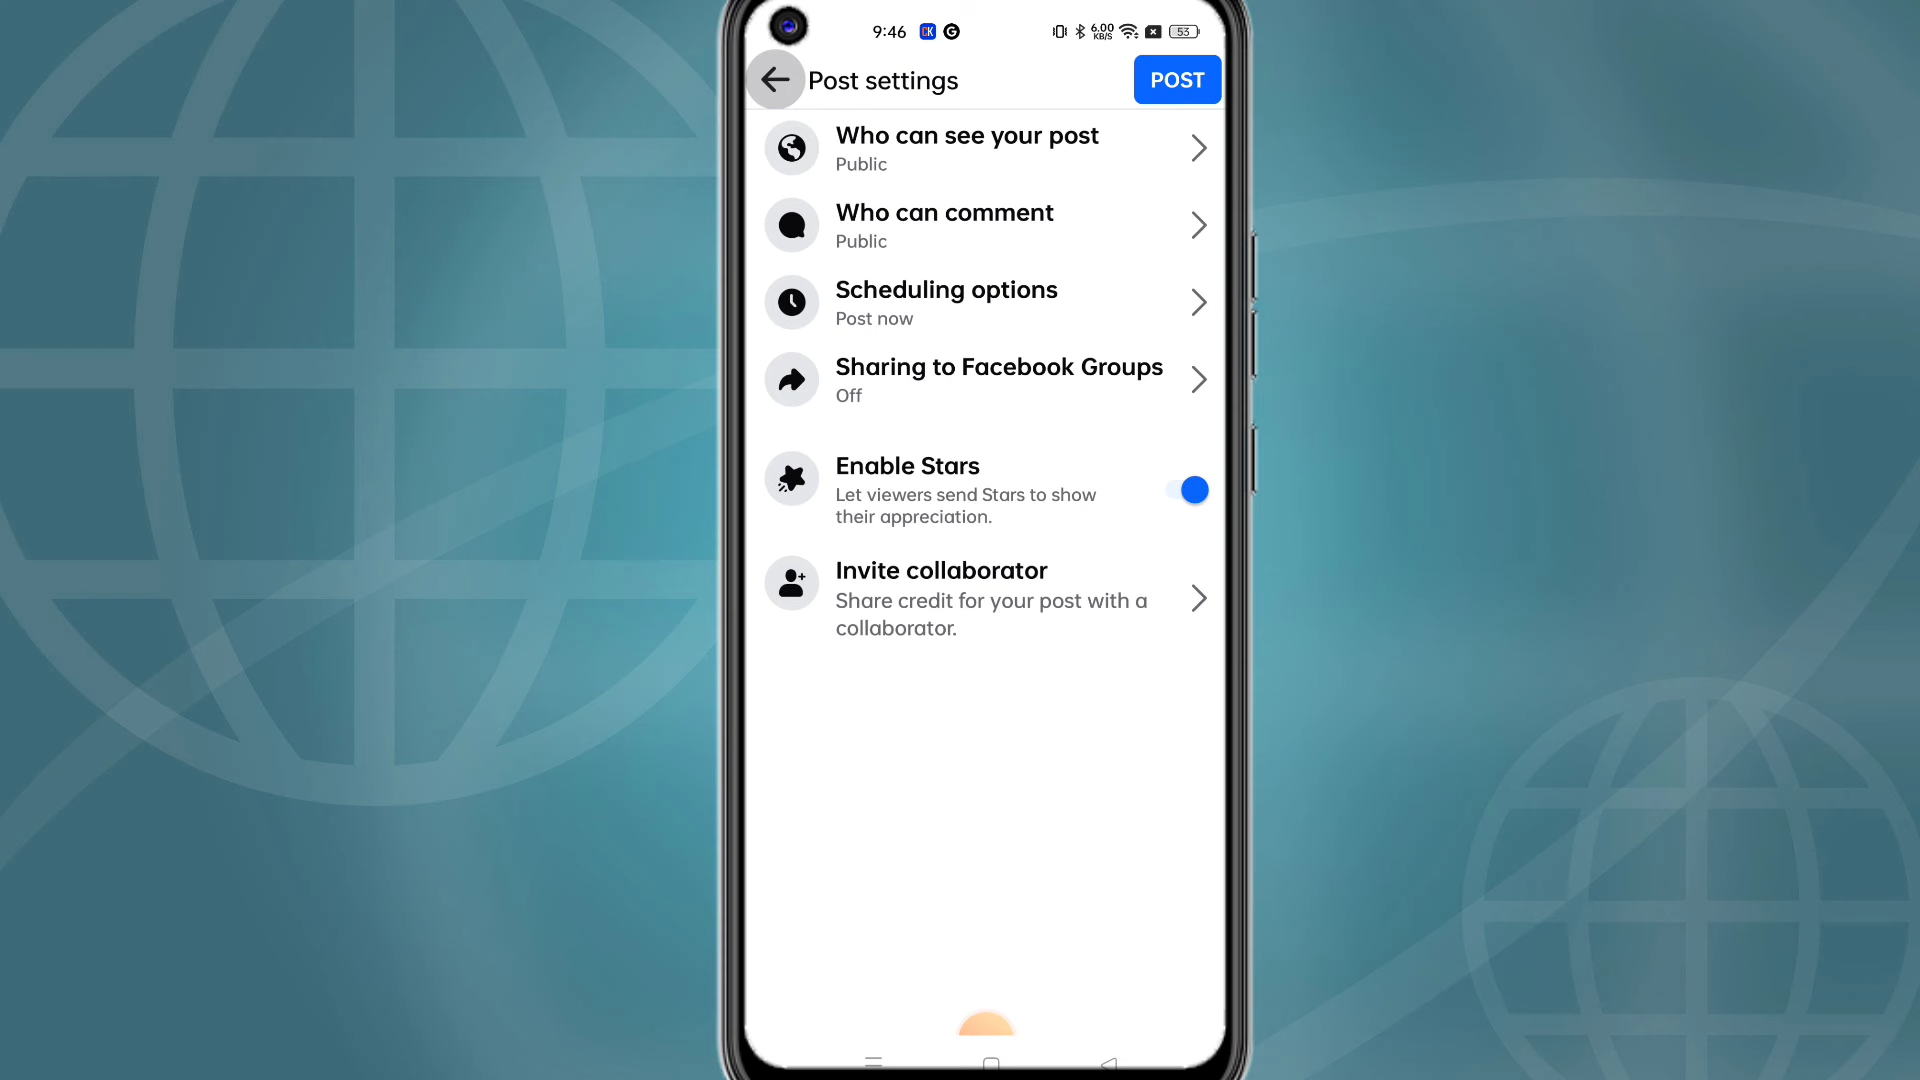 9:46 CK G 6.00 KB/S 53
Post settings
POST
Who can see your post
Public
Who can comment
Public
Scheduling options
Post now
Sharing to Facebook Groups
Off
Enable Stars
Let viewers send Stars to show
their appreciation.
Invite collaborator
Share credit for your post with a
collaborator.